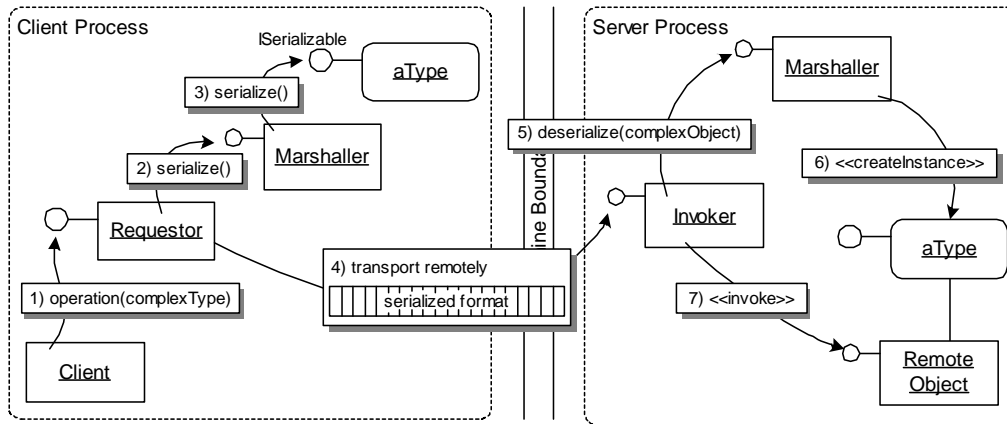 Client Process
ISerializable
aType
3) serialize()
Marshaller
2) serialize()
Requestor
4) transport remotely
serialized format
1) operation(complexType)
Client
Server Process
Marshaller
5) deserialize(complexObject)
6) <<createInstance>>
Invoker
aType
7) <<invoke>>
Remote
Object